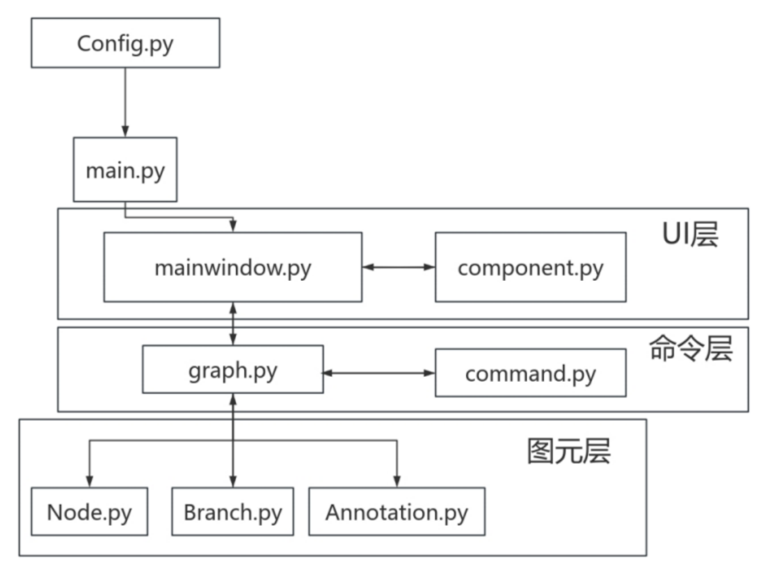 Config.py
main.py
UI层
mainwindow.py
component.py
命令层
graph.py
command.py
图元层
Node.py
Branch.py
Annotation.py